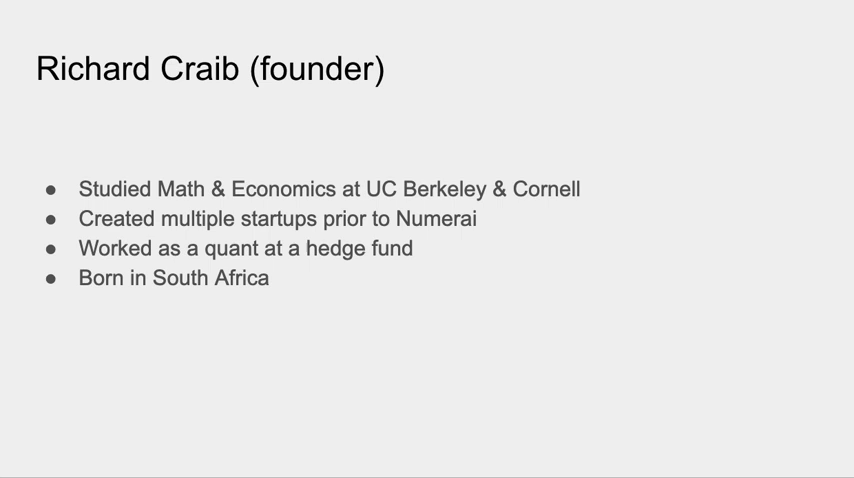 Richard Craib (founder)
● Studied Math & Economics at UC Berkeley & Cornell
● Created multiple startups prior to Numerai
● Worked as a quant at a hedge fund
● Born in South Africa